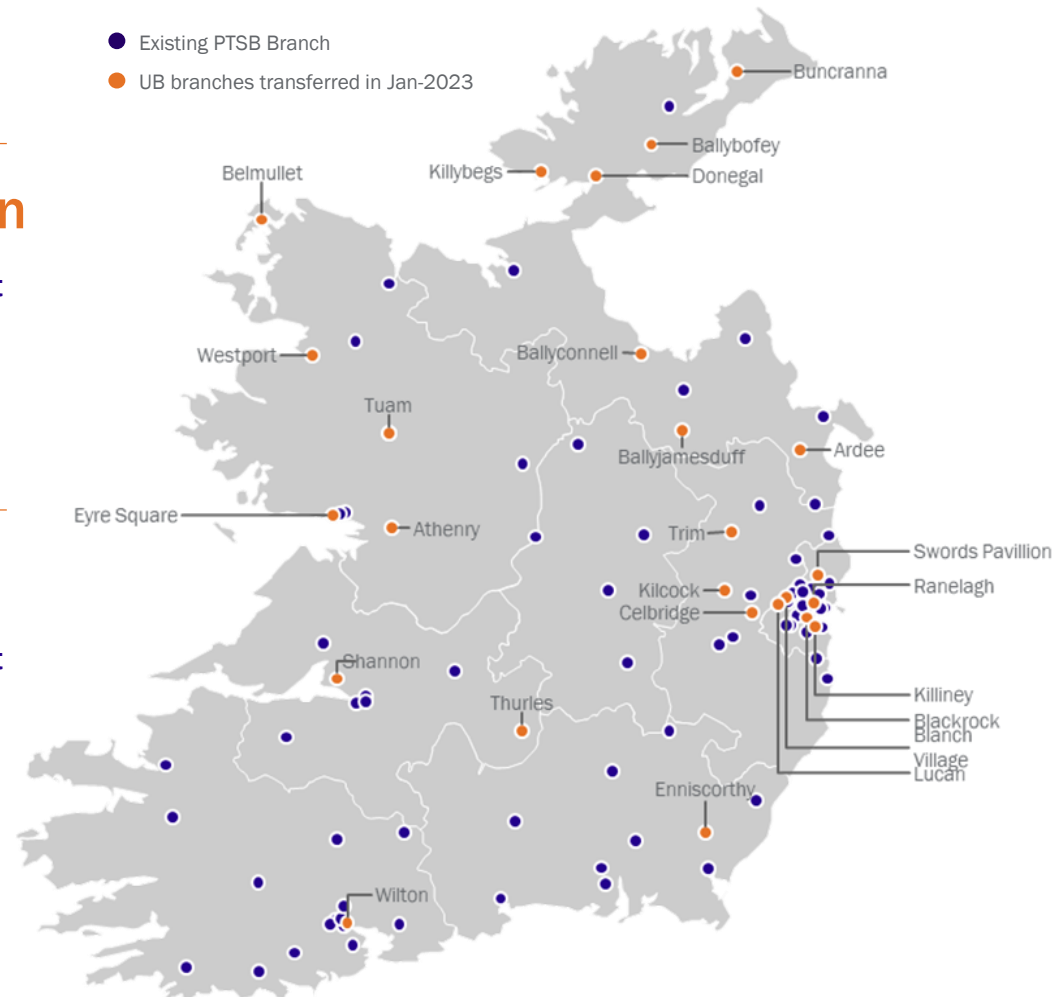 Existing PTSB Branch
UB branches transferred in Jan-2023
Buncranna
Ballybofey
Killybegs
Donegal
Belmullet
n
t
Westport
Ballyconnell
Tuam
Ballyjamesduff
Ardee
Eyre Square
Athenry
Trim
Swords Pavillion
Ranelagh
Kilcock
Celbridge
t
Shannon
Killiney
Thurles
Blackrock
Blanch
Village
Lucan
Enniscorthy
Wilton